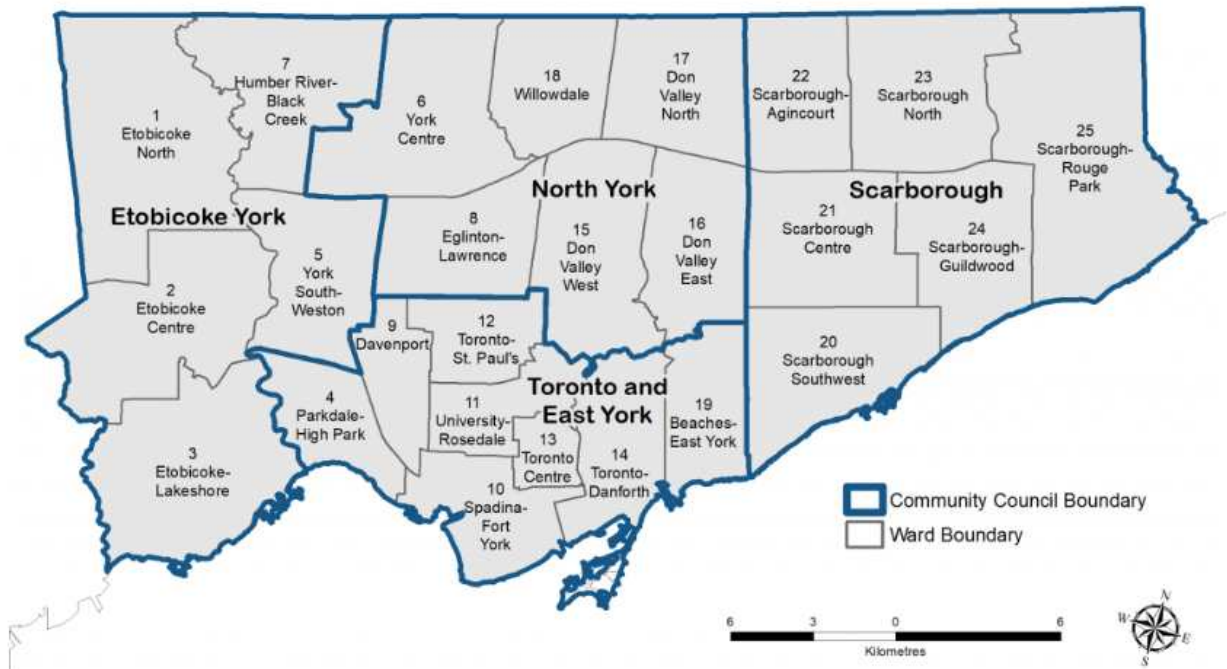 1
Etobicoke
North
7
Humber River-
Black
Creek
6
York
Centre
18
Willowdale
17
Don
Valley
North
22
Scarborough-
Agincourt
23
Scarborough
North
25
Scarborough-
Rouge
Park
Etobicoke York
North York
Scarborough
2
Etobicoke
Centre
5
York
South-
Weston
8
Eglinton-
Lawrence
15
Don
Valley
West
16
Don
Valley
East
21
Scarborough
Centre
24
Scarborough-
Guildwood
3
Etobicoke-
Lakeshore
4
Parkdale-
High Park
9
Davenport
12
Toronto-
St. Paul's
Toronto and
East York
11
University-
Rosedale
13
Toronto
Centre
10
Spadina-
Fort
York
14
Toronto-
Danforth
19
Beaches-
East York
20
Scarborough
Southwest
Community Council Boundary
Ward Boundary
6 3 0 6
Kilometres
N
W
E
S